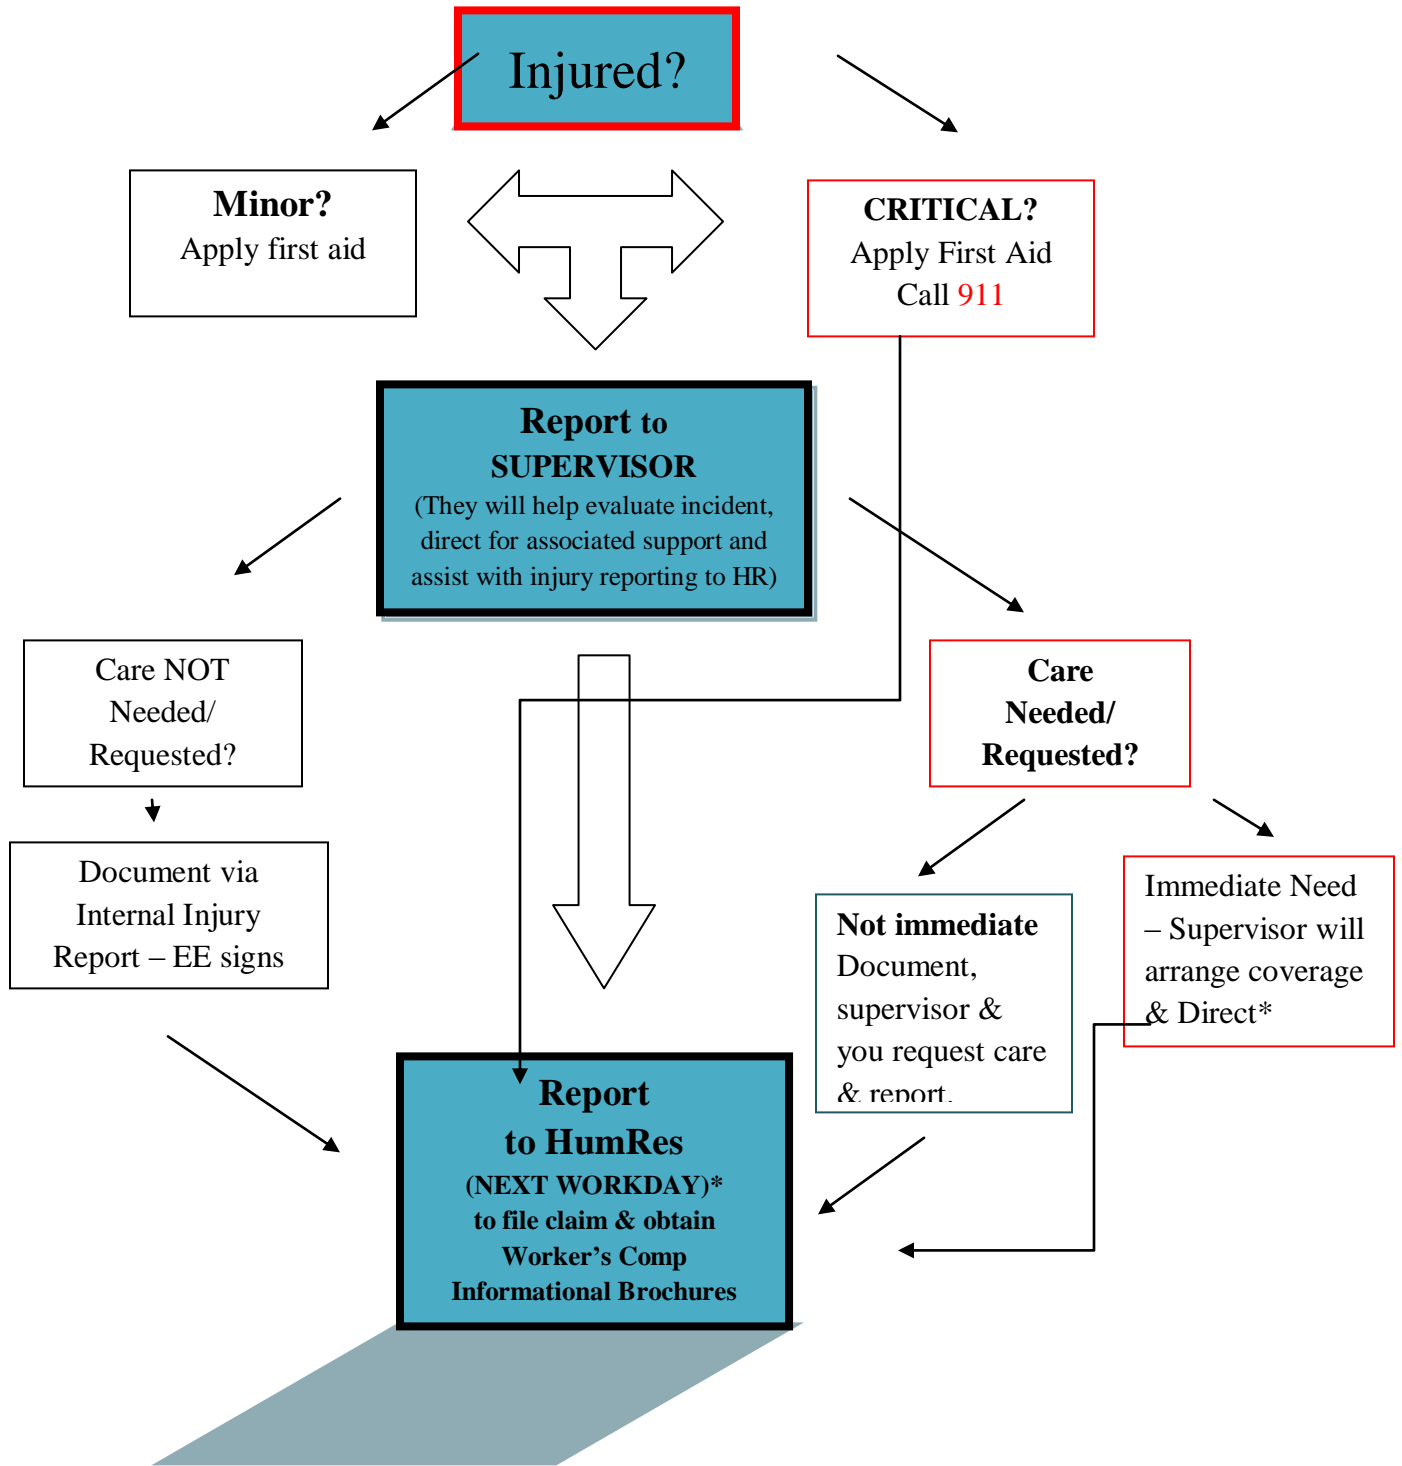 Injured?
Minor?
Apply first aid
CRITICAL?
Apply First Aid
Call 911
Report to
SUPERVISOR
(They will help evaluate incident,
direct for associated support and
assist with injury reporting to HR)
Care NOT
Needed/
Requested?
Care
Needed/
Requested?
Document via
Internal Injury
Report – EE signs
Not immediate
Document,
supervisor &
you request care
& report.
Immediate Need
– Supervisor will
arrange coverage
& Direct*
Report
to HumRes
(NEXT WORKDAY)*
to file claim & obtain
Worker’s Comp
Informational Brochures